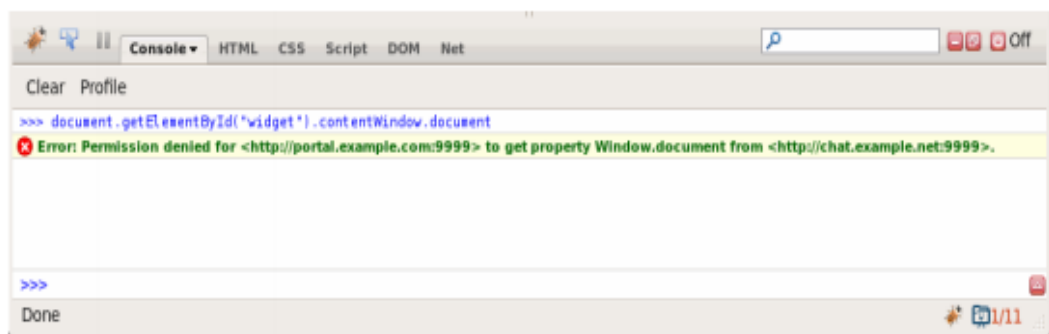 Console ▾ HTML CSS Script DOM Net Off
Clear Profile
>>> document.getElementById("widget").contentWindow.document
Error: Permission denied for <http://portal.example.com:9999> to get property Window.document from <http://chat.example.net:9999>.
>>>
Done 1/11